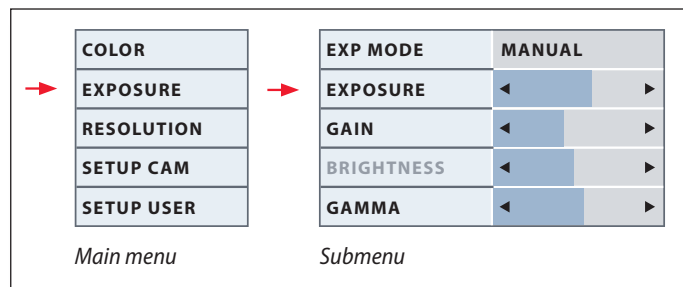 COLOR
EXPOSURE
RESOLUTION
SETUP CAM
SETUP USER
Main menu
EXP MODE MANUAL
EXPOSURE
GAIN
BRIGHTNESS
GAMMA
Submenu